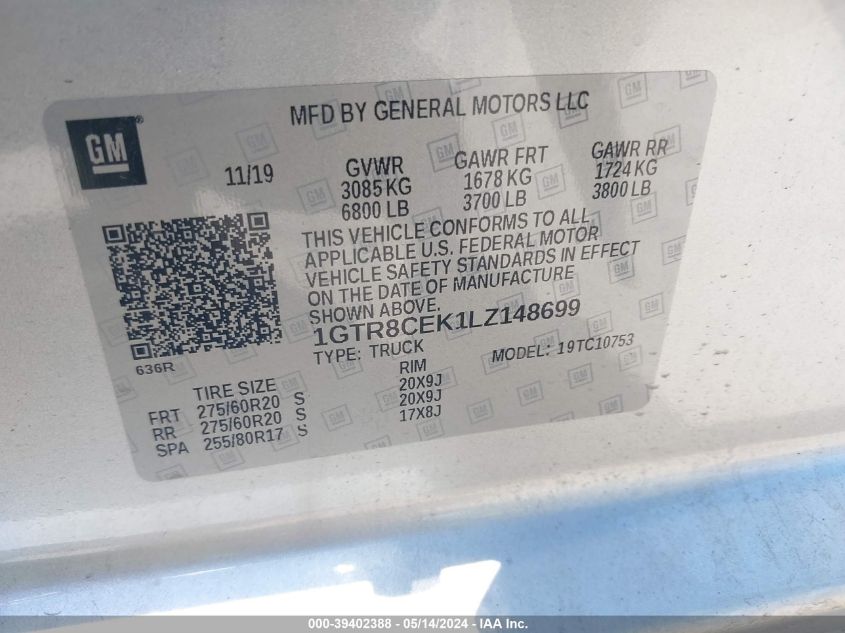 MFD BY GENERAL MOTORS LLC
GM ®
11/19
GVWR GAWR FRT GAWR RR
3085 KG 1678 KG 1724 KG
6800 LB 3700 LB 3800 LB
THIS VEHICLE CONFORMS TO ALL
APPLICABLE U.S. FEDERAL MOTOR
VEHICLE SAFETY STANDARDS IN EFFECT
ON THE DATE OF MANUFACTURE
SHOWN ABOVE.
1GTR8CEK1LZ148699
TYPE: TRUCK MODEL: 19TC10753
636R
TIRE SIZE RIM
FRT 275/60R20 S 20X9J
RR 275/60R20 S 20X9J
SPA 255/80R17 S 17X8J
000-39402388 - 05/14/2024 - IAA Inc.